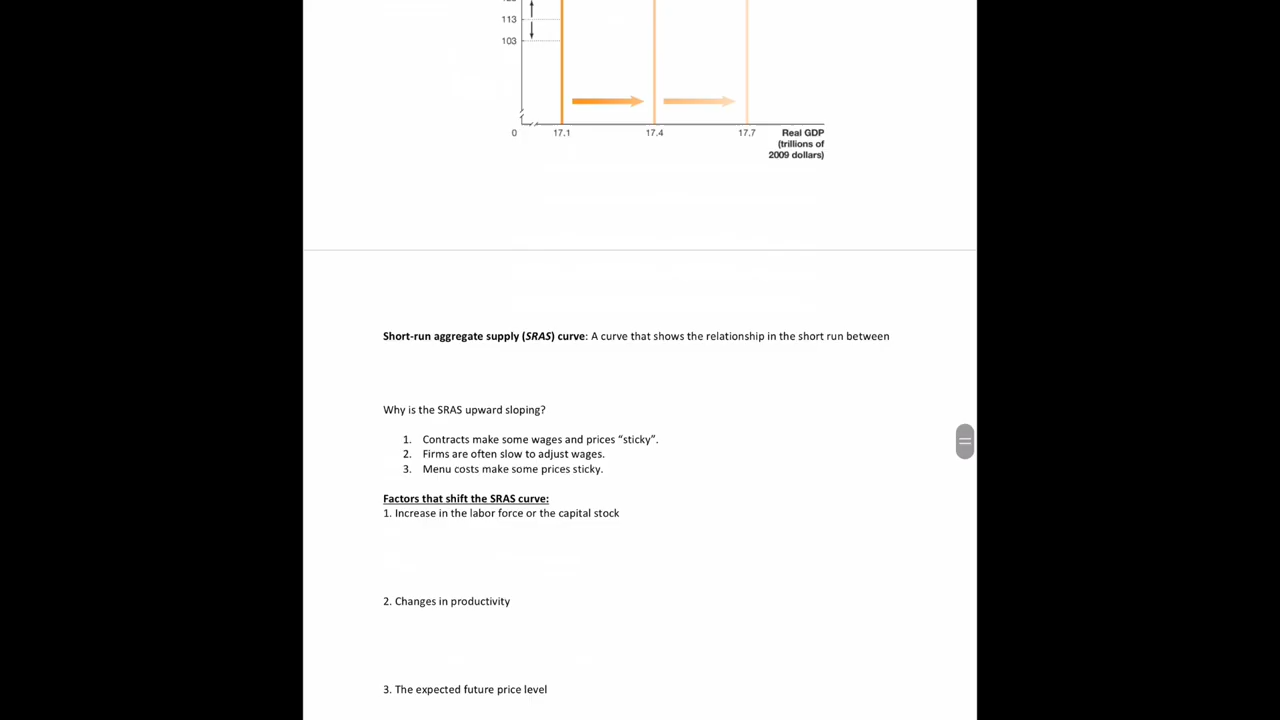 113
103
0
17.1
17.4
17.7
Real GDP
(trillions of
2009 dollars)
Short-run aggregate supply (SRAS) curve: A curve that shows the relationship in the short run between
Why is the SRAS upward sloping?
1. Contracts make some wages and prices “sticky”.
2. Firms are often slow to adjust wages.
3. Menu costs make some prices sticky.
Factors that shift the SRAS curve:
1. Increase in the labor force or the capital stock
2. Changes in productivity
3. The expected future price level